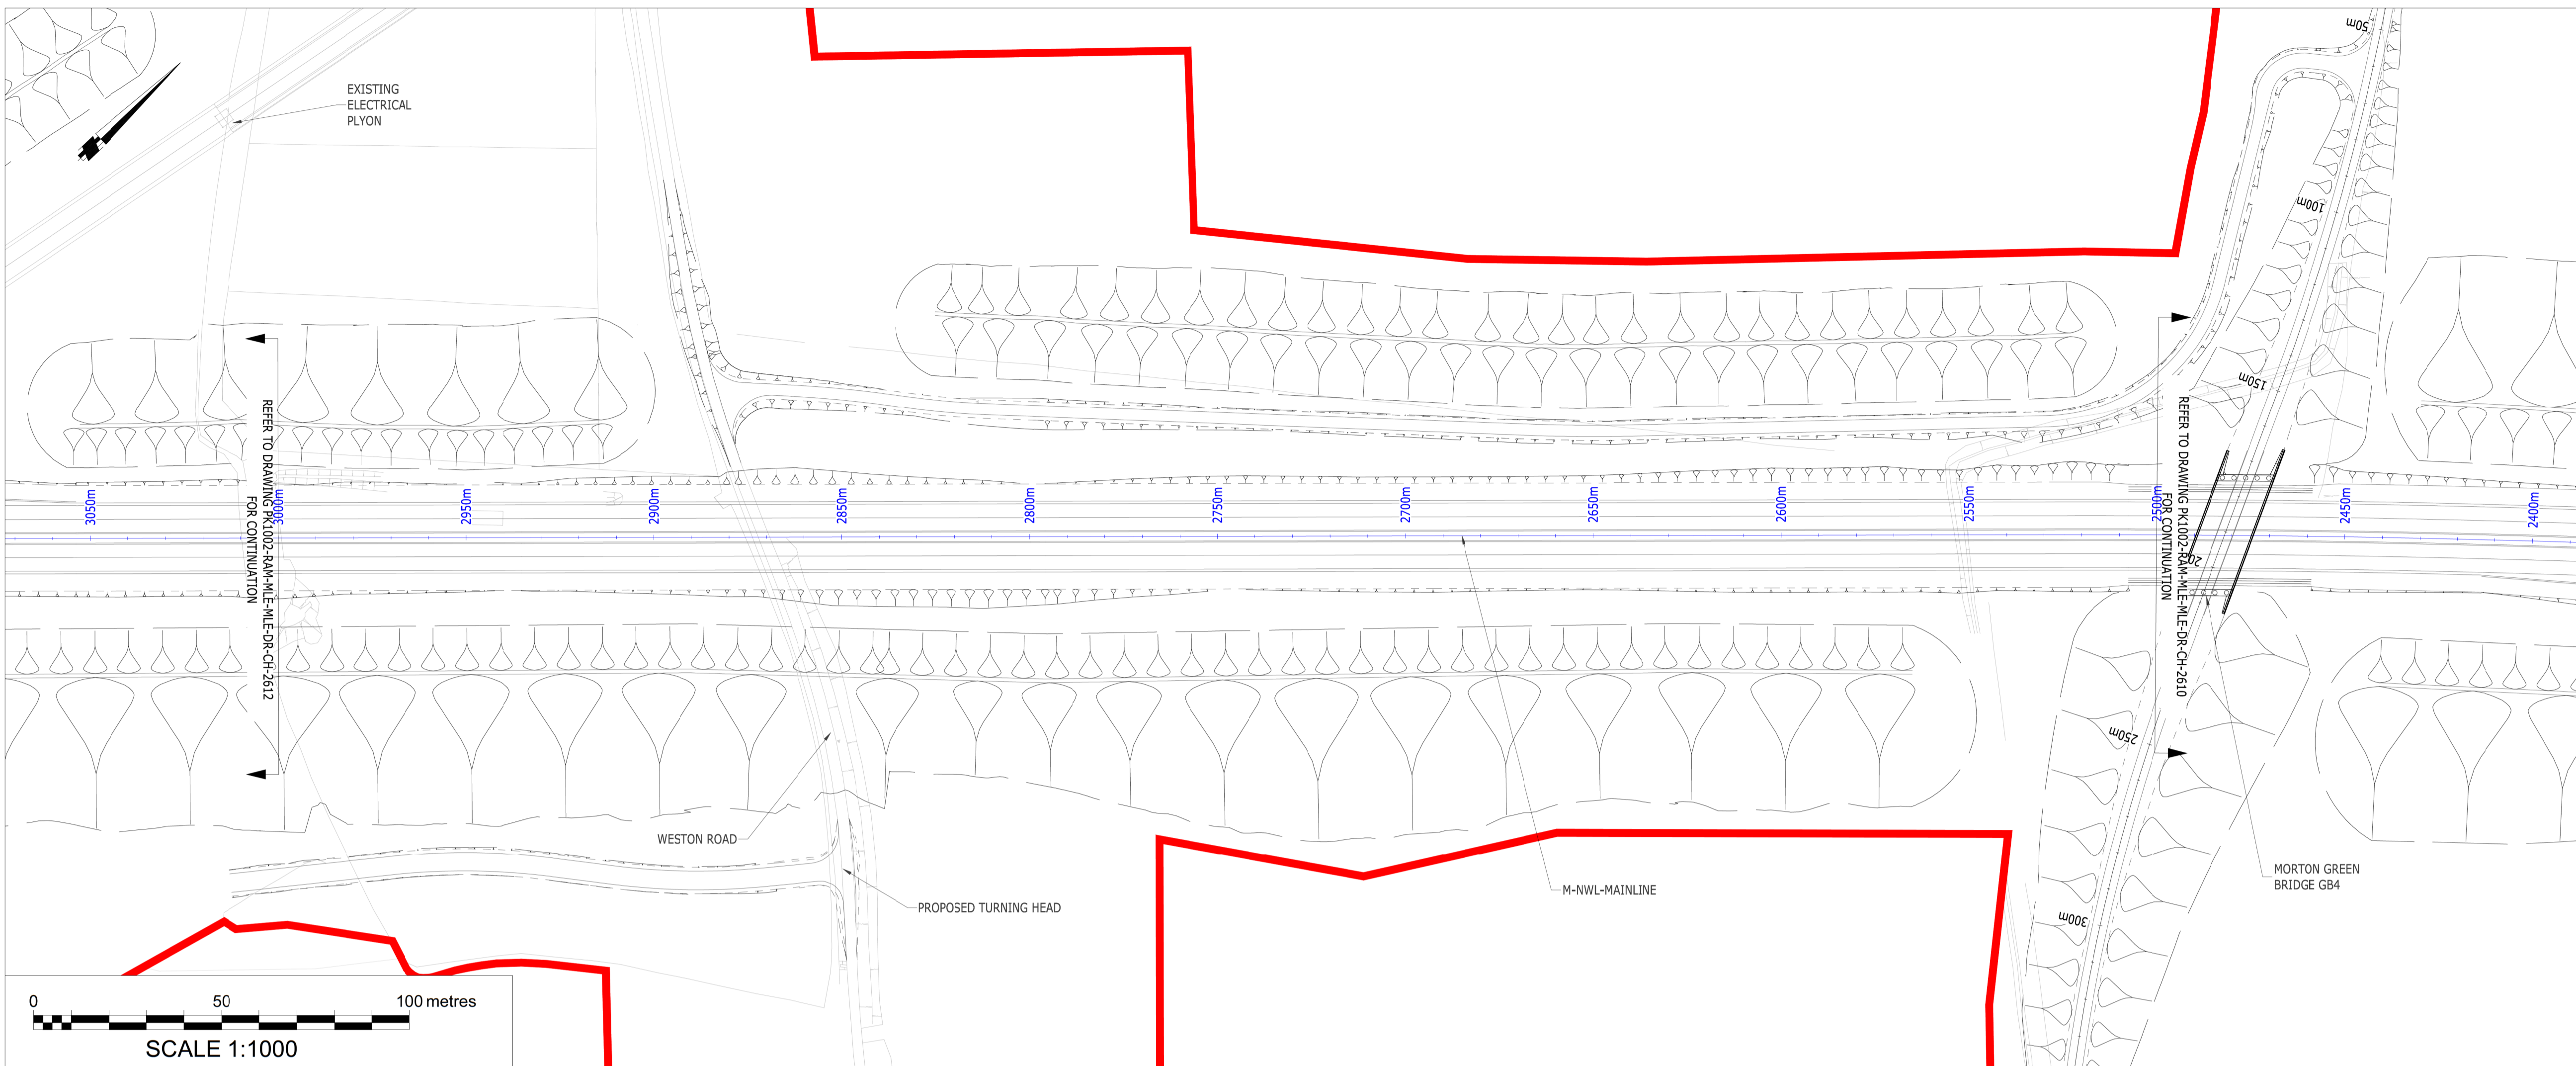 50m
EXISTING
ELECTRICAL
PLYON
100m
150m
REFER TO DRAWING PK1002-RAM-MLE-MLE-DR-CH-2612
FOR CONTINUATION
REFER TO DRAWING PK1002-RAM-MLE-MLE-DR-CH-2610
FOR CONTINUATION
3050m
3000m
2950m
2900m
2850m
2800m
2750m
2700m
2650m
2600m
2550m
2500m
2450m
2400m
250m
WESTON ROAD
MORTON GREEN
BRIDGE GB4
M-NWL-MAINLINE
PROPOSED TURNING HEAD
300m
0 50 100 metres
SCALE 1:1000